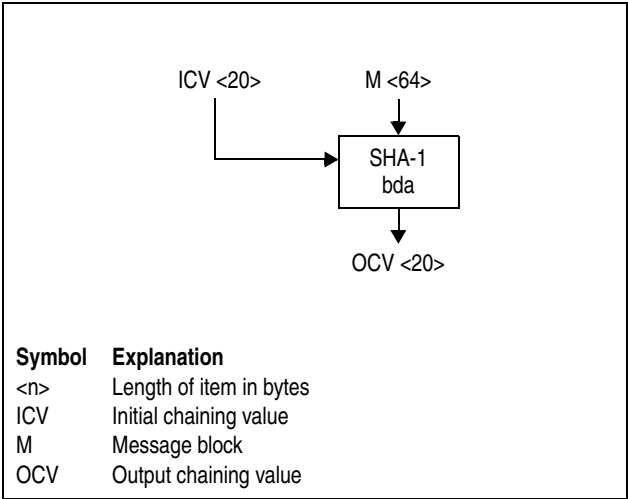 ICV <20> M <64>
SHA-1
bda
OCV <20>
Symbol Explanation
<n> Length of item in bytes
ICV Initial chaining value
M Message block
OCV Output chaining value